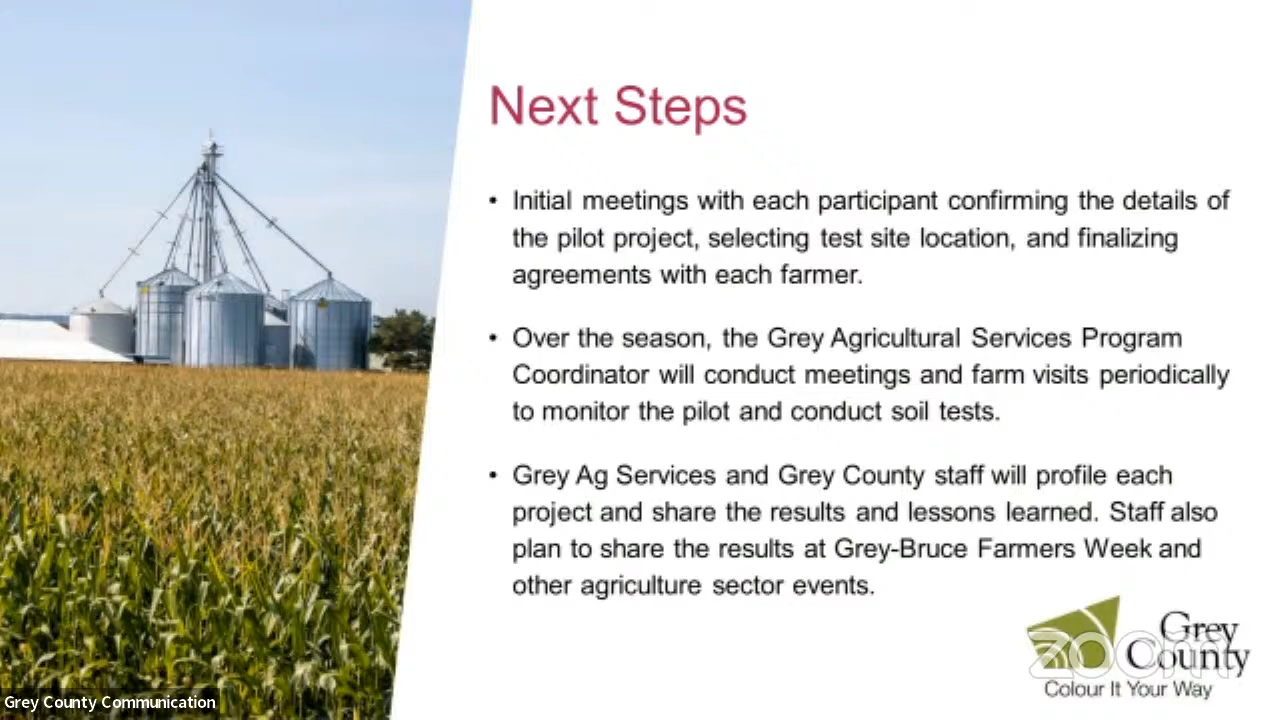 Next Steps
• Initial meetings with each participant confirming the details of
the pilot project, selecting test site location, and finalizing
agreements with each farmer.
• Over the season, the Grey Agricultural Services Program
Coordinator will conduct meetings and farm visits periodically
to monitor the pilot and conduct soil tests.
• Grey Ag Services and Grey County staff will profile each
project and share the results and lessons learned. Staff also
plan to share the results at Grey-Bruce Farmers Week and
other agriculture sector events.
Grey
County
zoom
Colour It Your Way
Grey County Communication